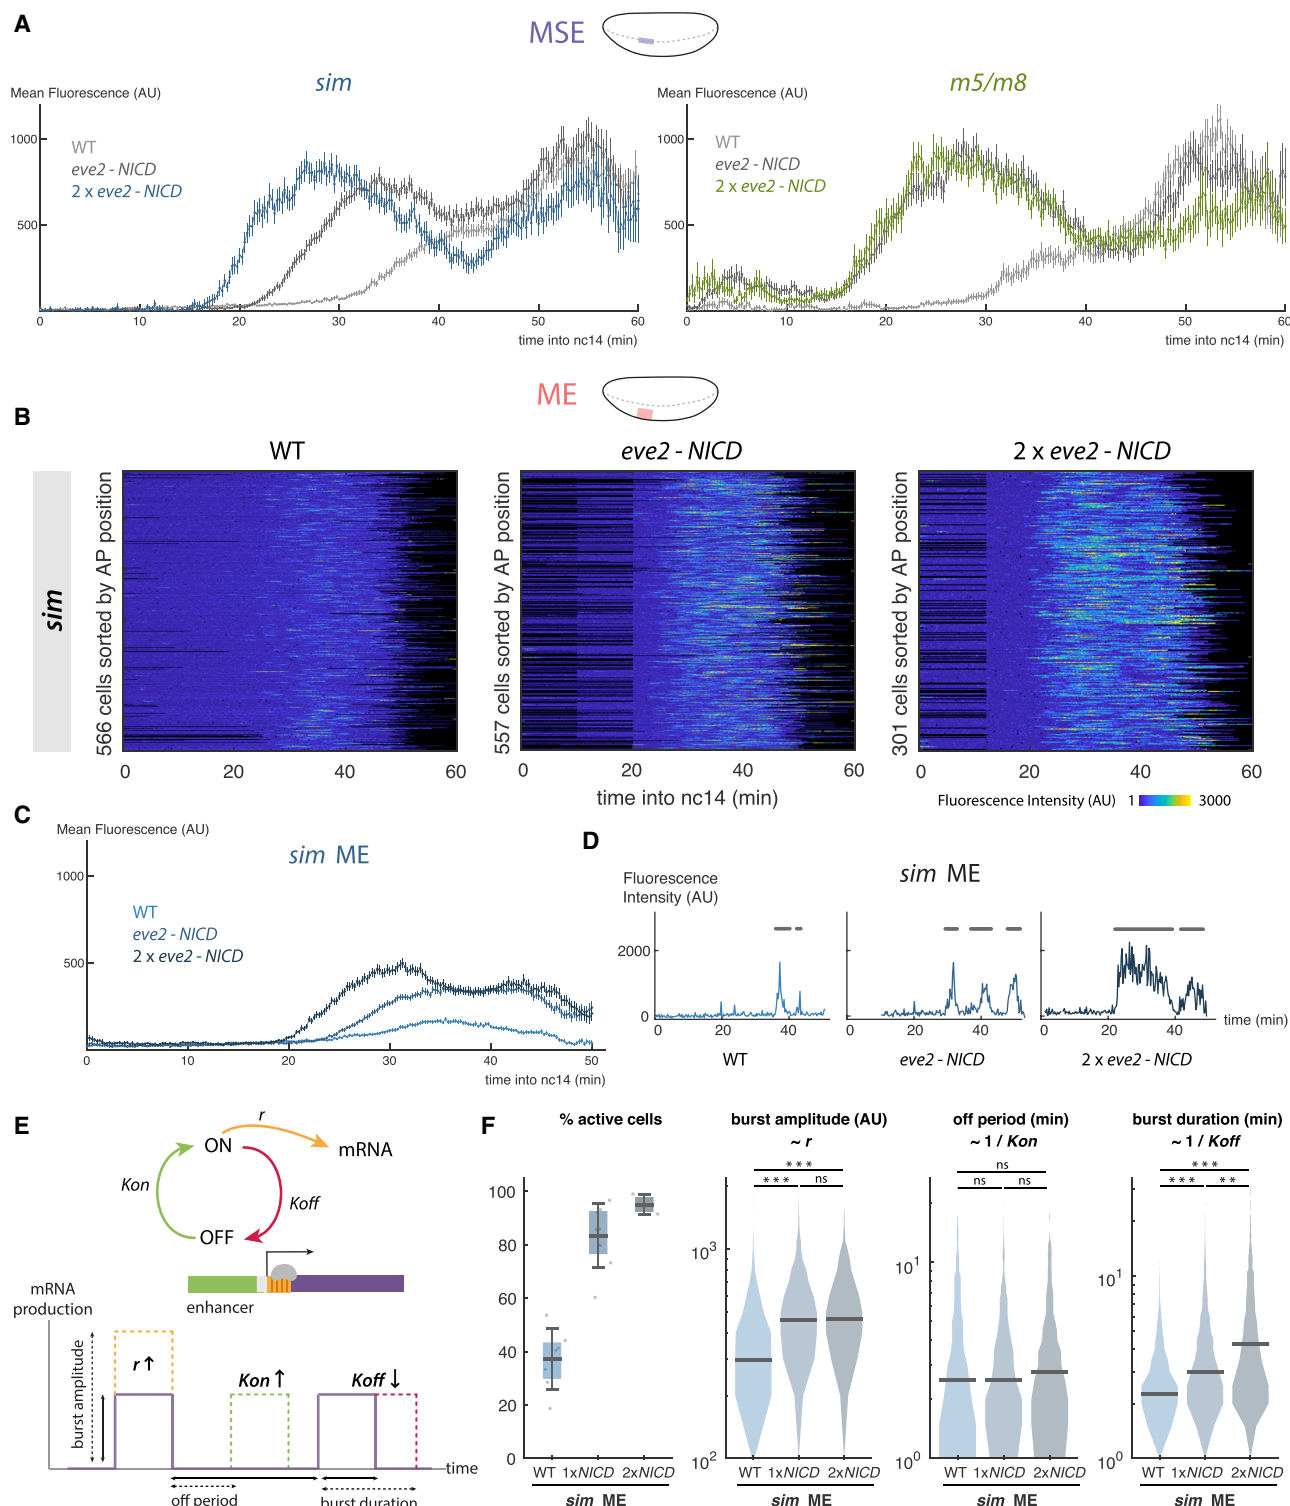 A
MSE
sim
Mean Fluorescence (AU)
1000
500
WT
eve2 - NICD
2 x eve2 - NICD
0 10 20 30 40 50 60
time into nc14 (min)
m5/m8
Mean Fluorescence (AU)
1000
500
WT
eve2 - NICD
2 x eve2 - NICD
0 10 20 30 40 50 60
time into nc14 (min)
ME
B
WT
eve2 - NICD
2 x eve2 - NICD
sim
566 cells sorted by AP position
557 cells sorted by AP position
301 cells sorted by AP position
0 20 40 60
0 20 40 60
0 20 40 60
time into nc14 (min)
Fluorescence Intensity (AU) 1 3000
C
Mean Fluorescence (AU)
sim ME
1000
500
WT
eve2 - NICD
2 x eve2 - NICD
0 10 20 30 40 50
time into nc14 (min)
D
sim ME
Fluorescence
Intensity (AU)
2000
0
0 20 40
0 20 40
0 20 40
time (min)
WT
eve2 - NICD
2 x eve2 - NICD
E
r
ON
mRNA
Kon
Koff
OFF
enhancer
mRNA
production
burst amplitude
r ↑
Kon ↑
Koff ↓
time
off period
burst duration
F
% active cells
100
80
60
40
20
0
WT 1xNICD 2xNICD
sim ME
burst amplitude (AU)
~ r
* * *
* * * ns
10³
10²
WT 1xNICD 2xNICD
sim ME
off period (min)
~ 1 / Kon
ns
ns ns
10¹
10⁰
WT 1xNICD 2xNICD
sim ME
burst duration (min)
~ 1 / Koff
* * *
* * * * *
10¹
10⁰
WT 1xNICD 2xNICD
sim ME